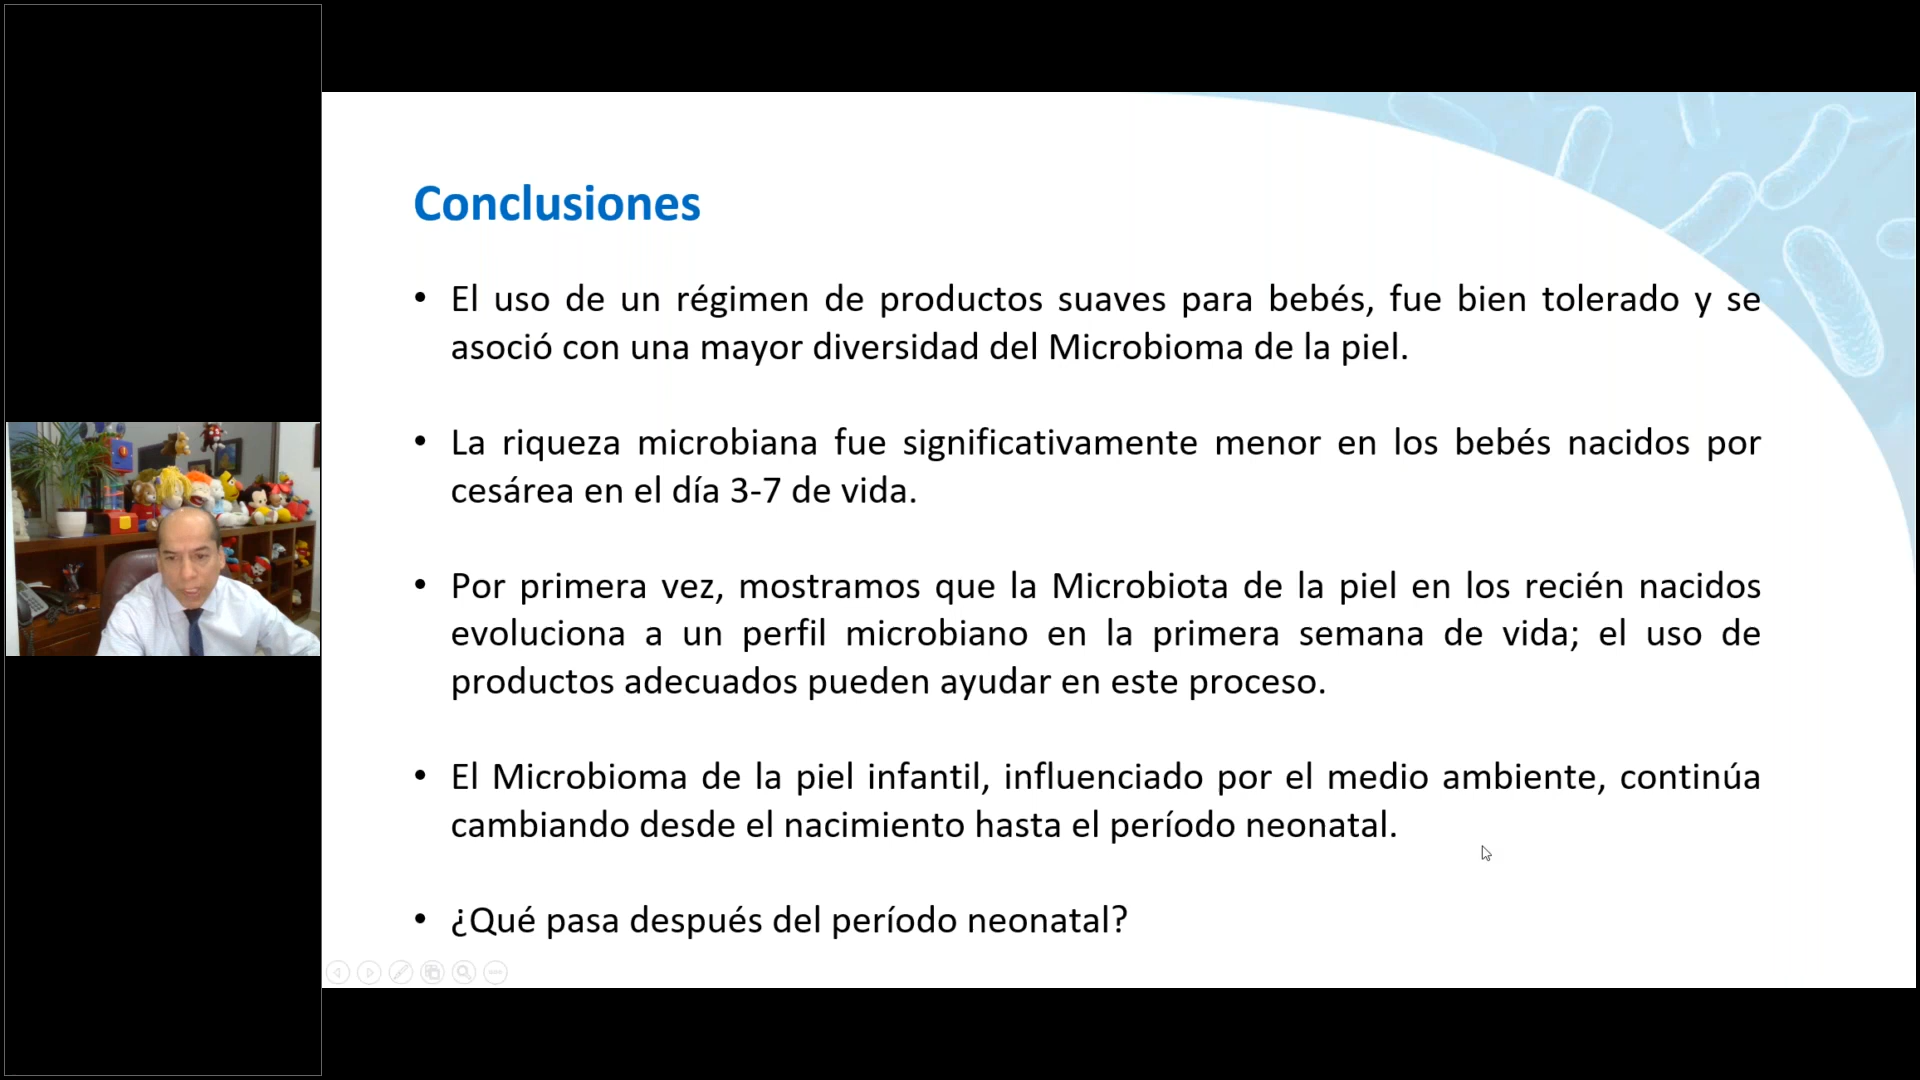 Conclusiones
• El uso de un régimen de productos suaves para bebés, fue bien tolerado y se
asoció con una mayor diversidad del Microbioma de la piel.
• La riqueza microbiana fue significativamente menor en los bebés nacidos por
cesárea en el día 3-7 de vida.
• Por primera vez, mostramos que la Microbiota de la piel en los recién nacidos
evoluciona a un perfil microbiano en la primera semana de vida; el uso de
productos adecuados pueden ayudar en este proceso.
• El Microbioma de la piel infantil, influenciado por el medio ambiente, continúa
cambiando desde el nacimiento hasta el período neonatal.
• ¿Qué pasa después del período neonatal?